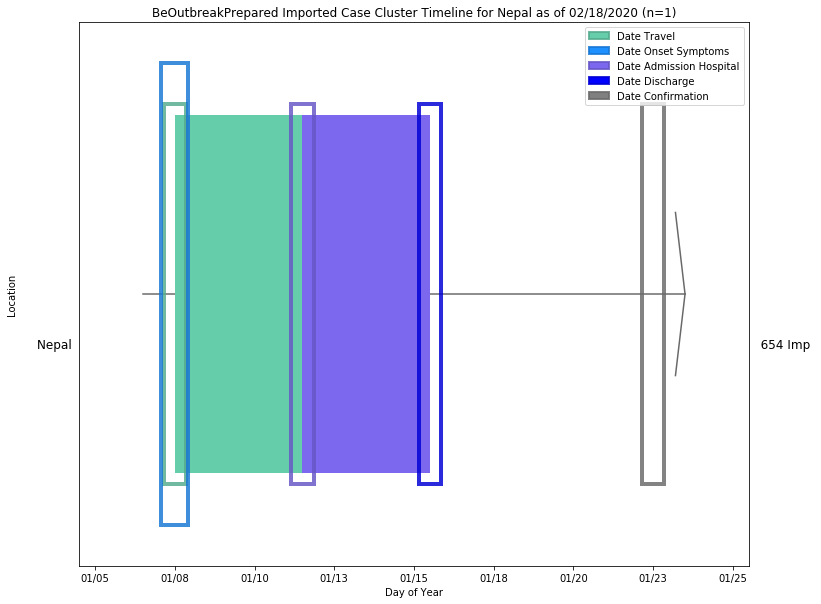 BeOutbreakPrepared Imported Case Cluster Timeline for Nepal as of 02/18/2020 (n=1)
Date Travel
Date Onset Symptoms
Date Admission Hospital
Date Discharge
Date Confirmation
Location
Nepal
654 Imp
01/05 01/08 01/10 01/13 01/15 01/18 01/20 01/23 01/25
Day of Year